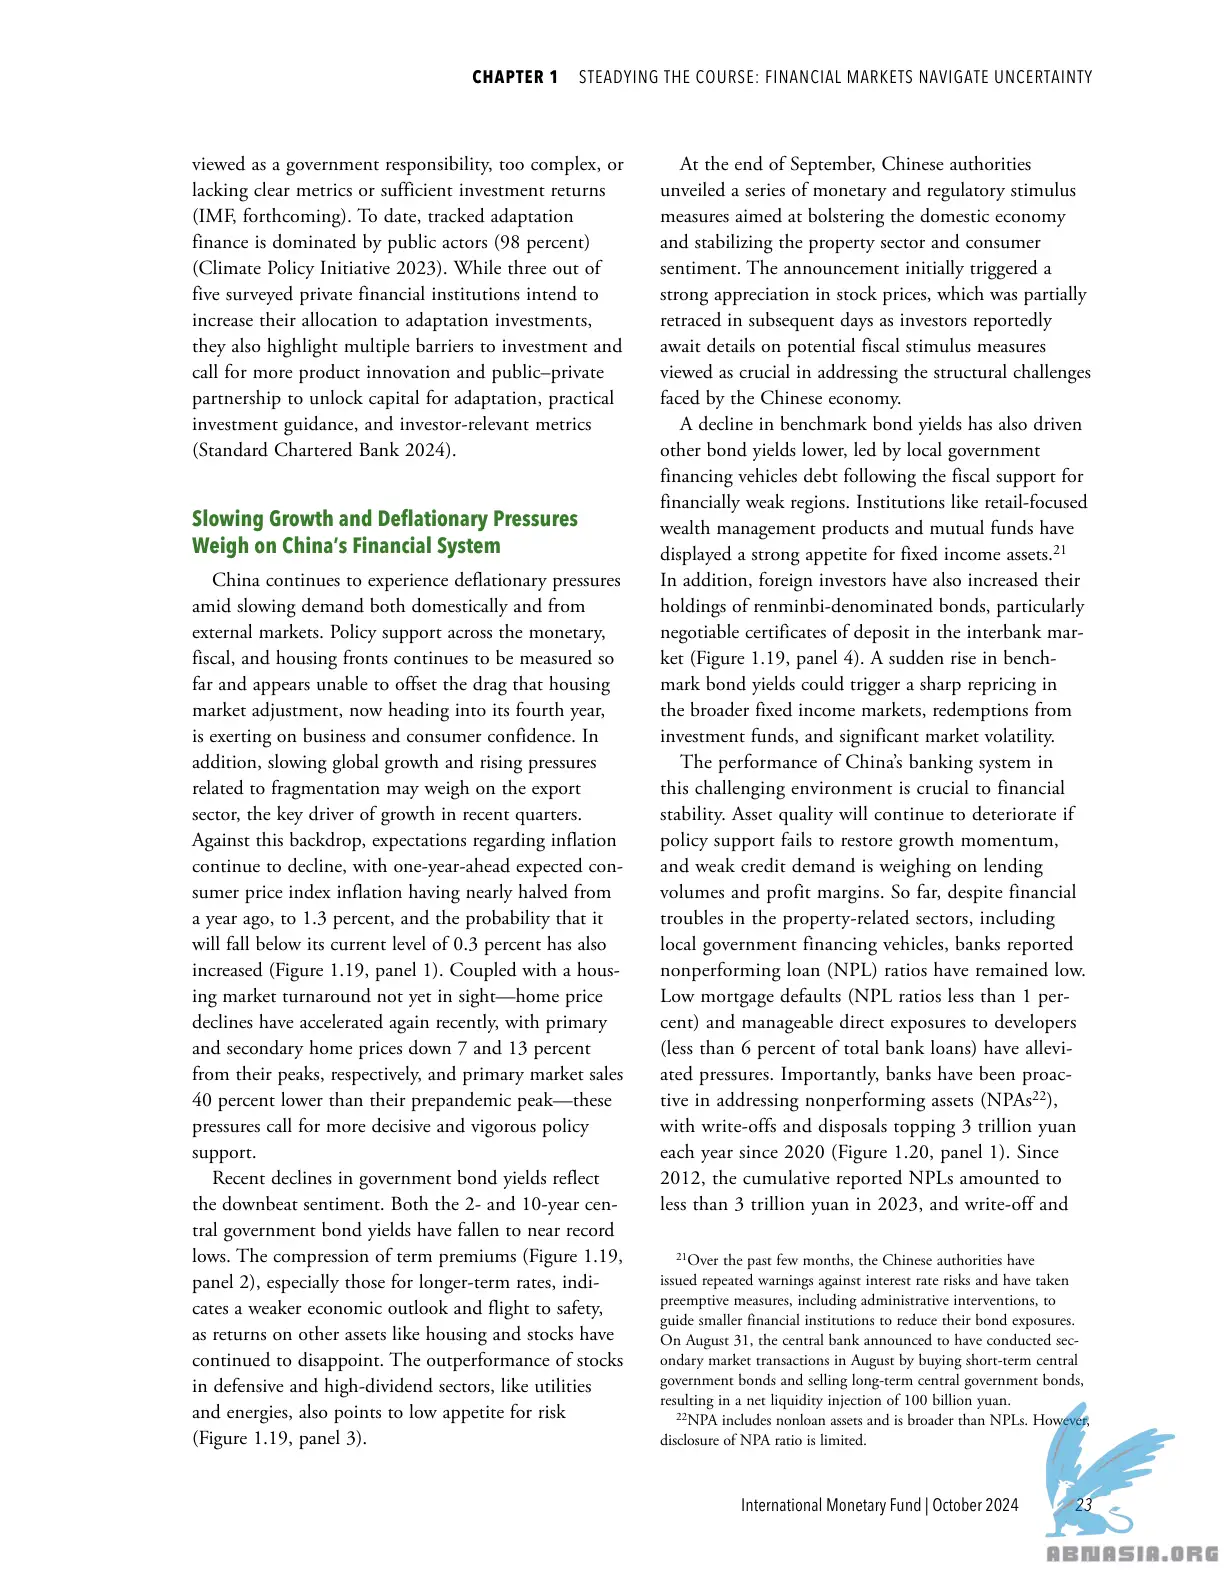 CHAPTER 1 STEADYING THE COURSE: FINANCIAL MARKETS NAVIGATE UNCERTAINTY
viewed as a government responsibility, too complex, or
lacking clear metrics or sufficient investment returns
(IMF, forthcoming). To date, tracked adaptation
finance is dominated by public actors (98 percent)
(Climate Policy Initiative 2023). While three out of
five surveyed private financial institutions intend to
increase their allocation to adaptation investments,
they also highlight multiple barriers to investment and
call for more product innovation and public–private
partnership to unlock capital for adaptation, practical
investment guidance, and investor-relevant metrics
(Standard Chartered Bank 2024).
Slowing Growth and Deflationary Pressures
Weigh on China's Financial System
China continues to experience deflationary pressures
amid slowing demand both domestically and from
external markets. Policy support across the monetary,
fiscal, and housing fronts continues to be measured so
far and appears unable to offset the drag that housing
market adjustment, now heading into its fourth year,
is exerting on business and consumer confidence. In
addition, slowing global growth and rising pressures
related to fragmentation may weigh on the export
sector, the key driver of growth in recent quarters.
Against this backdrop, expectations regarding inflation
continue to decline, with one-year-ahead expected con-
sumer price index inflation having nearly halved from
a year ago, to 1.3 percent, and the probability that it
will fall below its current level of 0.3 percent has also
increased (Figure 1.19, panel 1). Coupled with a hous-
ing market turnaround not yet in sight—home price
declines have accelerated again recently, with primary
and secondary home prices down 7 and 13 percent
from their peaks, respectively, and primary market sales
40 percent lower than their prepandemic peak—these
pressures call for more decisive and vigorous policy
support.
Recent declines in government bond yields reflect
the downbeat sentiment. Both the 2- and 10-year cen-
tral government bond yields have fallen to near record
lows. The compression of term premiums (Figure 1.19,
panel 2), especially those for longer-term rates, indi-
cates a weaker economic outlook and flight to safety,
as returns on other assets like housing and stocks have
continued to disappoint. The outperformance of stocks
in defensive and high-dividend sectors, like utilities
and energies, also points to low appetite for risk
(Figure 1.19, panel 3).
At the end of September, Chinese authorities
unveiled a series of monetary and regulatory stimulus
measures aimed at bolstering the domestic economy
and stabilizing the property sector and consumer
sentiment. The announcement initially triggered a
strong appreciation in stock prices, which was partially
retraced in subsequent days as investors reportedly
await details on potential fiscal stimulus measures
viewed as crucial in addressing the structural challenges
faced by the Chinese economy.
A decline in benchmark bond yields has also driven
other bond yields lower, led by local government
financing vehicles debt following the fiscal support for
financially weak regions. Institutions like retail-focused
wealth management products and mutual funds have
displayed a strong appetite for fixed income assets.21
In addition, foreign investors have also increased their
holdings of renminbi-denominated bonds, particularly
negotiable certificates of deposit in the interbank mar-
ket (Figure 1.19, panel 4). A sudden rise in bench-
mark bond yields could trigger a sharp repricing in
the broader fixed income markets, redemptions from
investment funds, and significant market volatility.
The performance of China's banking system in
this challenging environment is crucial to financial
stability. Asset quality will continue to deteriorate if
policy support fails to restore growth momentum,
and weak credit demand is weighing on lending
volumes and profit margins. So far, despite financial
troubles in the property-related sectors, including
local government financing vehicles, banks reported
nonperforming loan (NPL) ratios have remained low.
Low mortgage defaults (NPL ratios less than 1 per-
cent) and manageable direct exposures to developers
(less than 6 percent of total bank loans) have allevi-
ated pressures. Importantly, banks have been proac-
tive in addressing nonperforming assets (NPAs22),
with write-offs and disposals topping 3 trillion yuan
each year since 2020 (Figure 1.20, panel 1). Since
2012, the cumulative reported NPLs amounted to
less than 3 trillion yuan in 2023, and write-off and
21Over the past few months, the Chinese authorities have
issued repeated warnings against interest rate risks and have taken
preemptive measures, including administrative interventions, to
guide smaller financial institutions to reduce their bond exposures.
On August 31, the central bank announced to have conducted sec-
ondary market transactions in August by buying short-term central
government bonds and selling long-term central government bonds,
resulting in a net liquidity injection of 100 billion yuan.
22NPA includes nonloan assets and is broader than NPLs. However,
disclosure of NPA ratio is limited.
International Monetary Fund | October 2024 23
ABNASIA.ORG